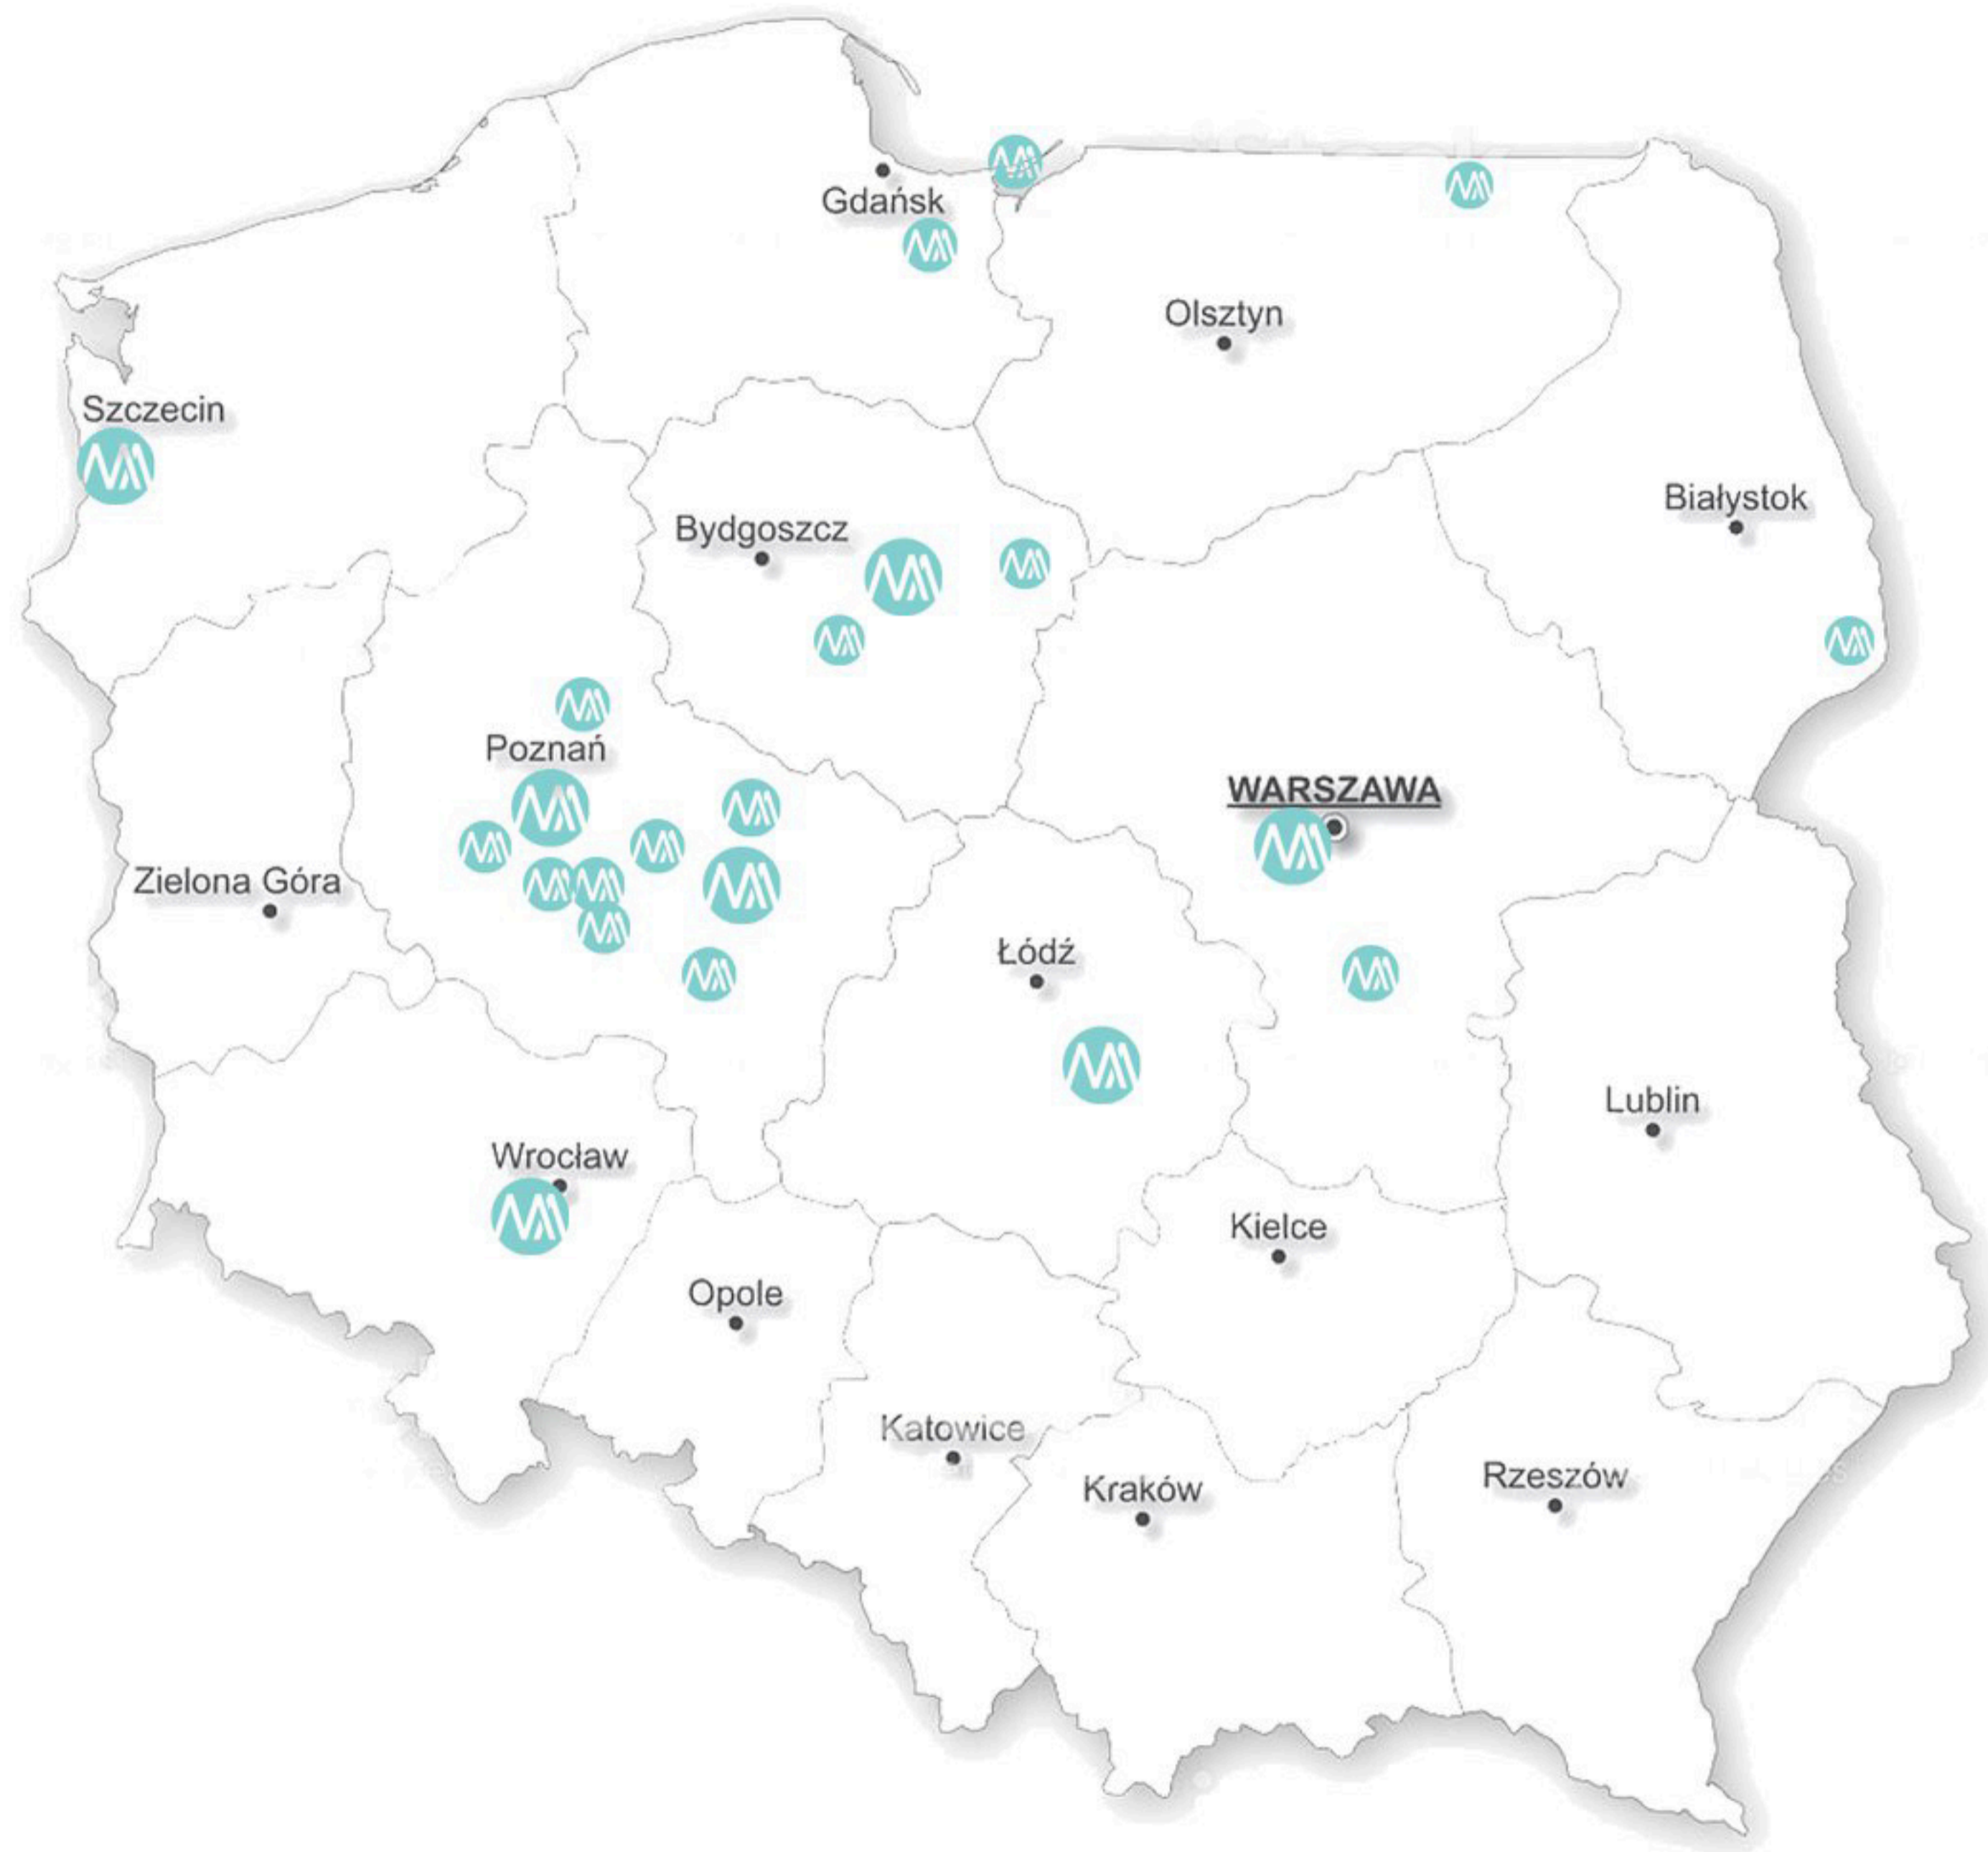 Gdańsk
Olsztyn
Szczecin
Białystok
Bydgoszcz
Poznań
WARSZAWA
Zielona Góra
Łódź
Lublin
Wrocław
Kielce
Opole
Katowice
Kraków
Rzeszów